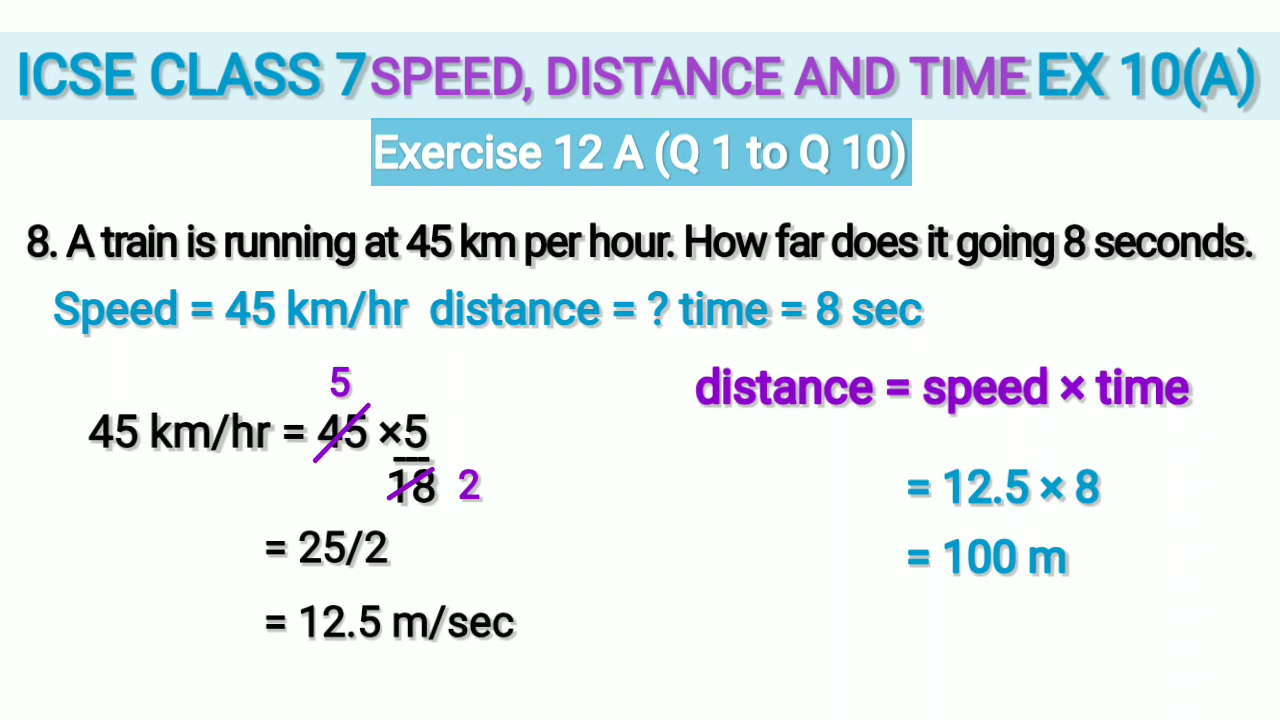 ICSE CLASS 7 SPEED, DISTANCE AND TIME EX 10(A)
Exercise 12 A (Q 1 to Q 10)
8. A train is running at 45 km per hour. How far does it going 8 seconds.
Speed = 45 km/hr distance = ? time = 8 sec
5
45 km/hr = 45 ×5
18 2
= 25/2
= 12.5 m/sec
distance = speed × time
= 12.5 × 8
= 100 m